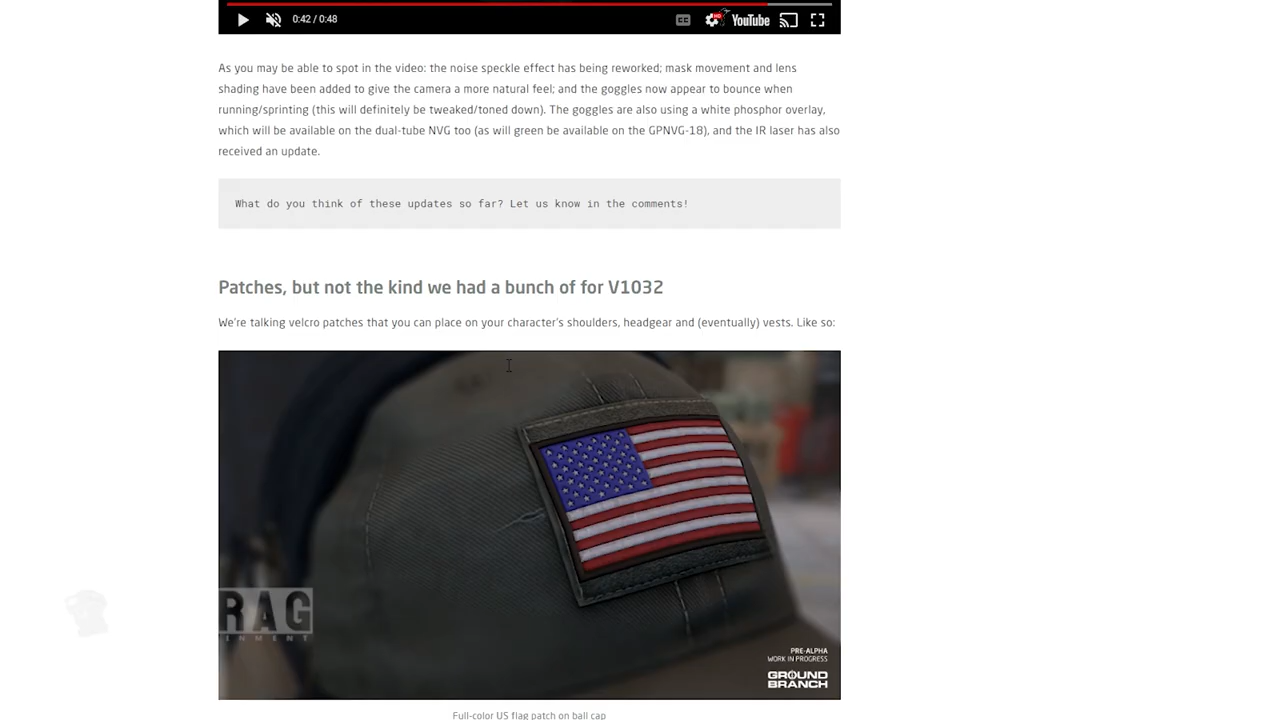 0:42 / 0:48
CC
HD
YouTube
As you may be able to spot in the video: the noise speckle effect has being reworked; mask movement and lens
shading have been added to give the camera a more natural feel; and the goggles now appear to bounce when
running/sprinting (this will definitely be tweaked/toned down). The goggles are also using a white phosphor overlay,
which will be available on the dual-tube NVG too (as will green be available on the GPNVG-18), and the IR laser has also
received an update.
What do you think of these updates so far? Let us know in the comments!
Patches, but not the kind we had a bunch of for V1032
We're talking velcro patches that you can place on your character's shoulders, headgear and (eventually) vests. Like so:
RAG
INMENT
PRE-ALPHA
WORK IN PROGRESS
GROUND
BRANCH
Full-color US flag patch on ball cap